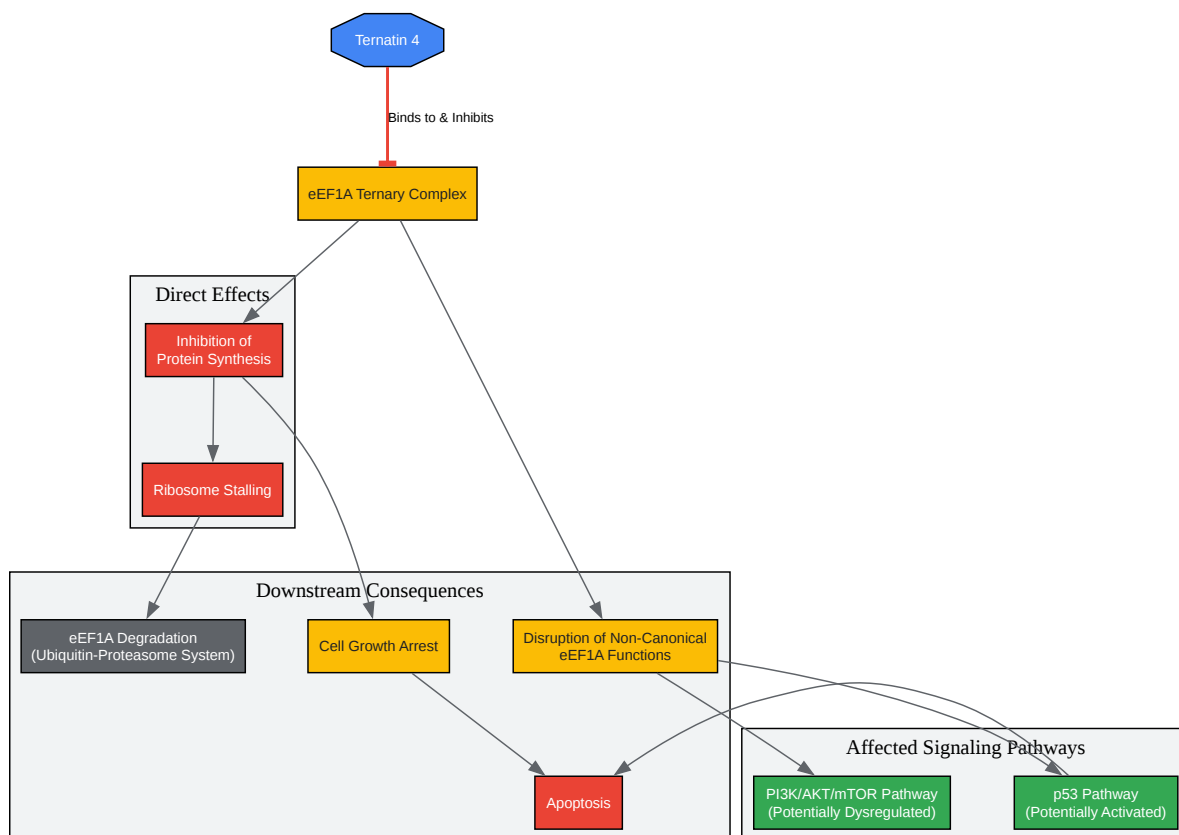 Ternatin 4
Binds to & Inhibits
eEF1A Ternary Complex
Direct Effects
Inhibition of
Protein Synthesis
Ribosome Stalling
Downstream Consequences
eEF1A Degradation
(Ubiquitin-Proteasome System)
Cell Growth Arrest
Disruption of Non-Canonical
eEF1A Functions
Apoptosis
Affected Signaling Pathways
PI3K/AKT/mTOR Pathway
(Potentially Dysregulated)
p53 Pathway
(Potentially Activated)